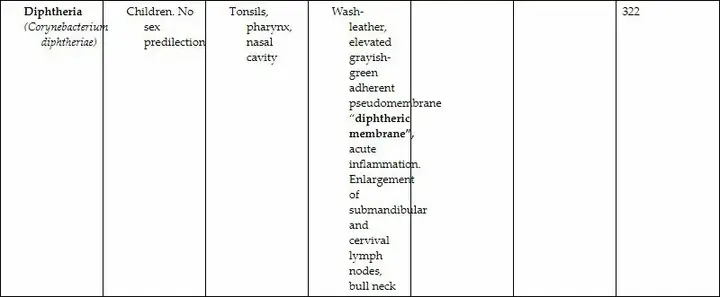 Diphtheria
(Corynebacterium
diphtheriae)
Children. No
sex
predilection
Tonsils,
pharynx,
nasal
cavity
Wash-
leather,
elevated
grayish-
green
adherent
pseudomembrane
“diphtheric
membrane”,
acute
inflammation.
Enlargement
of
submandibular
and
cervival
lymph
nodes,
bull neck
322